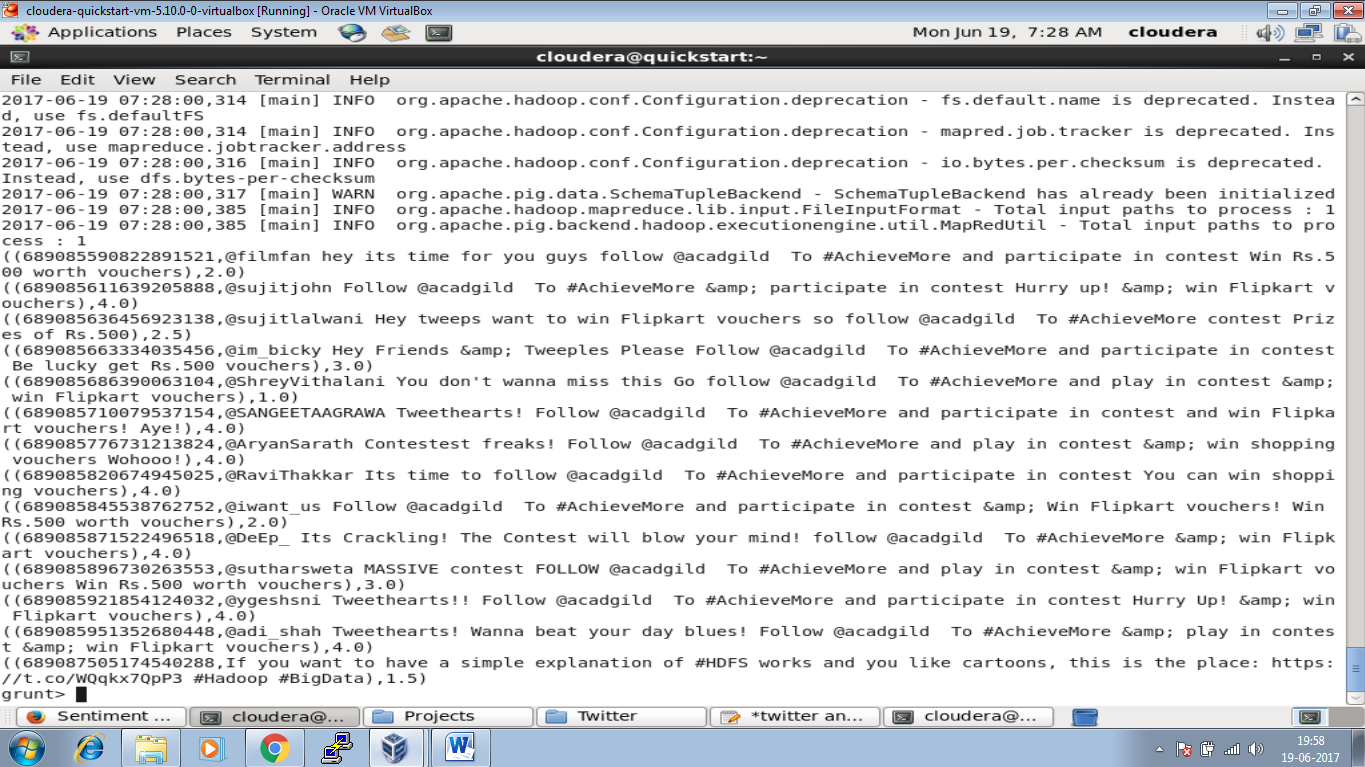 cloudera-quickstart-vm-5.10.0-0-virtualbox [Running] - Oracle VM VirtualBox
Applications Places System Mon Jun 19, 7:28 AM cloudera
cloudera@quickstart:~
File Edit View Search Terminal Help
2017-06-19 07:28:00,314 [main] INFO  org.apache.hadoop.conf.Configuration.deprecation - fs.default.name is deprecated. Instea
d, use fs.defaultFS
2017-06-19 07:28:00,314 [main] INFO  org.apache.hadoop.conf.Configuration.deprecation - mapred.job.tracker is deprecated. Ins
tead, use mapreduce.jobtracker.address
2017-06-19 07:28:00,316 [main] INFO  org.apache.hadoop.conf.Configuration.deprecation - io.bytes.per.checksum is deprecated.
Instead, use dfs.bytes-per-checksum
2017-06-19 07:28:00,317 [main] WARN  org.apache.pig.data.SchemaTupleBackend - SchemaTupleBackend has already been initialized
2017-06-19 07:28:00,385 [main] INFO  org.apache.hadoop.mapreduce.lib.input.FileInputFormat - Total input paths to process : 1
2017-06-19 07:28:00,385 [main] INFO  org.apache.pig.backend.hadoop.executionengine.util.MapRedUtil - Total input paths to pro
cess : 1
((689085590822891521,@filmfan hey its time for you guys follow @acadgild  To #AchieveMore and participate in contest Win Rs.5
00 worth vouchers),2.0)
((689085611639205888,@sujitjohn Follow @acadgild  To #AchieveMore &amp; participate in contest Hurry up! &amp; win Flipkart v
ouchers),4.0)
((689085636456923138,@sujitlalwani Hey tweeps want to win Flipkart vouchers so follow @acadgild  To #AchieveMore contest Priz
es of Rs.500),2.5)
((689085663334035456,@im_bicky Hey Friends &amp; Tweeples Please Follow @acadgild  To #AchieveMore and participate in contest
 Be lucky get Rs.500 vouchers),3.0)
((689085686390063104,@ShreyVithalani You don't wanna miss this Go follow @acadgild  To #AchieveMore and play in contest &amp;
 win Flipkart vouchers),1.0)
((689085710079537154,@SANGEETAAGRAWA Tweethearts! Follow @acadgild  To #AchieveMore and participate in contest and win Flipka
rt vouchers! Aye!),4.0)
((689085776731213824,@AryanSarath Contestest freaks! Follow @acadgild  To #AchieveMore and play in contest &amp; win shopping
 vouchers Wohooo!),4.0)
((689085820674945025,@RaviThakkar Its time to follow @acadgild  To #AchieveMore and participate in contest You can win shoppi
ng vouchers),4.0)
((689085845538762752,@iwant_us Follow @acadgild  To #AchieveMore and participate in contest &amp; Win Flipkart vouchers! Win
Rs.500 worth vouchers),2.0)
((689085871522496518,@DeEp_ Its Crackling! The Contest will blow your mind! follow @acadgild  To #AchieveMore &amp; win Flipk
art vouchers),4.0)
((689085896730263553,@sutharsweta MASSIVE contest FOLLOW @acadgild  To #AchieveMore and play in contest &amp; win Flipkart vo
uchers Win Rs.500 worth vouchers),3.0)
((689085921854124032,@ygeshsni Tweethearts!! Follow @acadgild  To #AchieveMore and participate in contest Hurry Up! &amp; win
 Flipkart vouchers),4.0)
((689085951352680448,@adi_shah Tweethearts! Wanna beat your day blues! Follow @acadgild  To #AchieveMore &amp; play in contes
t &amp; win Flipkart vouchers),4.0)
((689087505174540288,If you want to have a simple explanation of #HDFS works and you like cartoons, this is the place: https:
//t.co/WQqkx7QpP3 #Hadoop #BigData),1.5)
grunt>
Sentiment ... cloudera@... Projects Twitter *twitter an... cloudera@...
19:58
19-06-2017